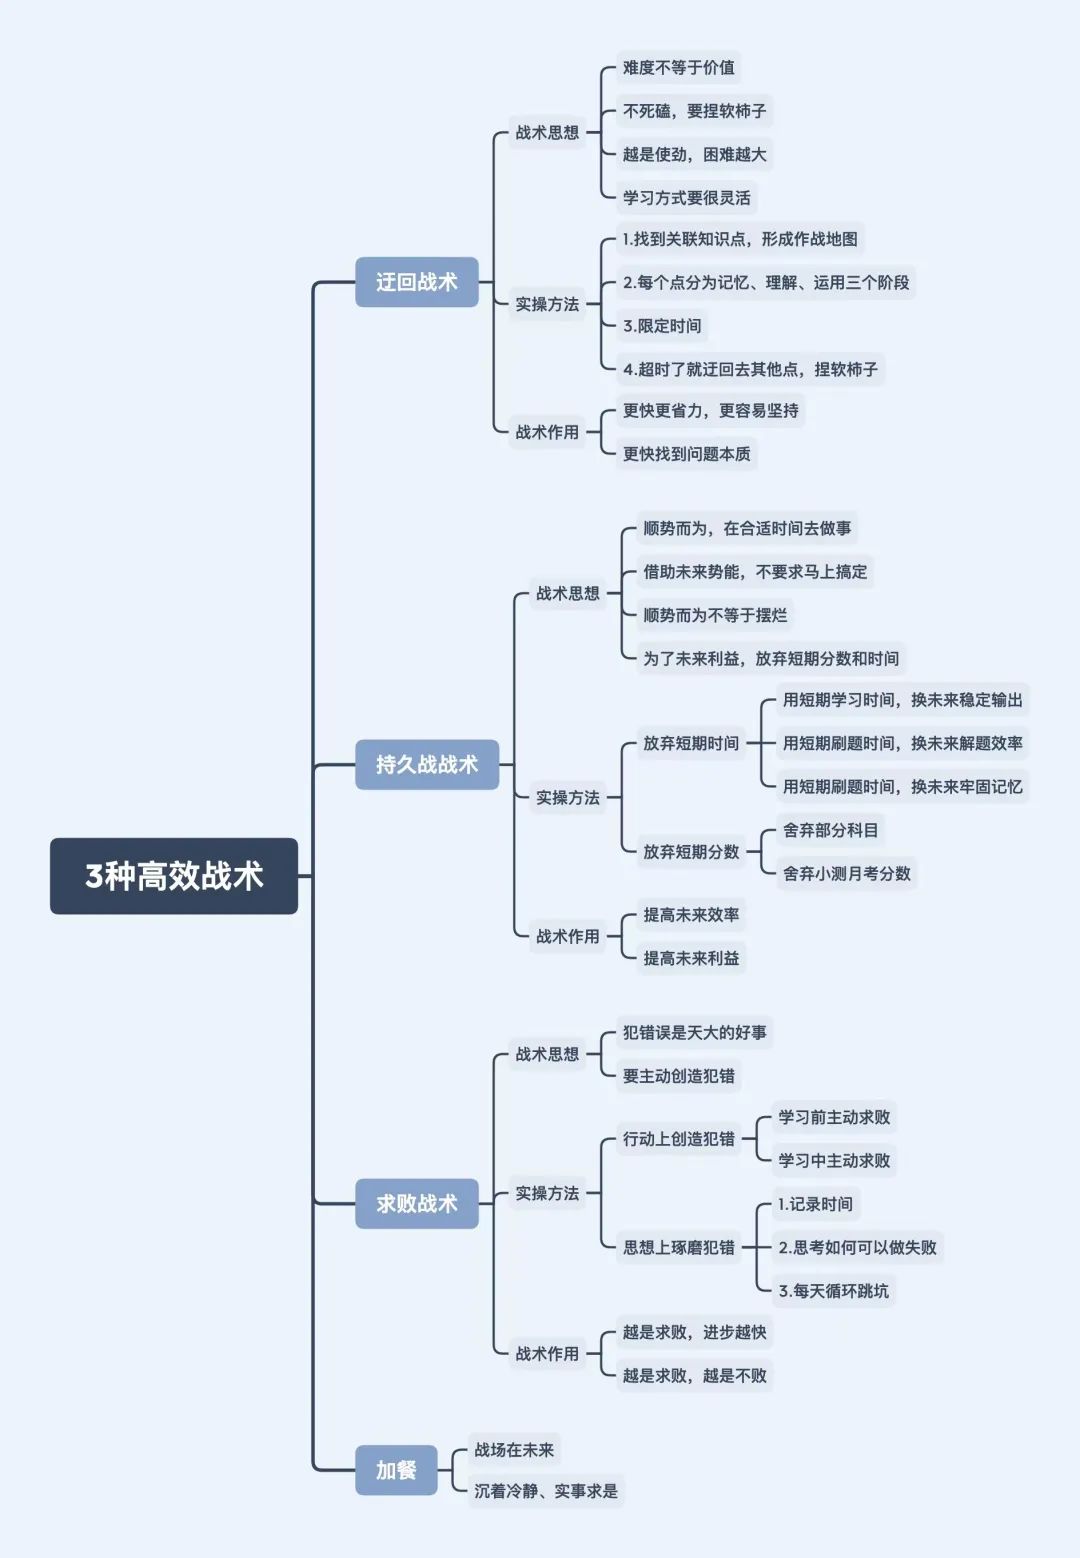 3种高效战术
迂回战术
战术思想
难度不等于价值
不死磕，要捏软柿子
越是使劲，困难越大
学习方式要很灵活
实操方法
1.找到关联知识点，形成作战地图
2.每个点分为记忆、理解、运用三个阶段
3.限定时间
4.超时了就迂回去其他点，捏软柿子
战术作用
更快更省力，更容易坚持
更快找到问题本质
持久战战术
战术思想
顺势而为，在合适时间去做事
借助未来势能，不要求马上搞定
顺势而为不等于摆烂
为了未来利益，放弃短期分数和时间
实操方法
放弃短期时间
用短期学习时间，换未来稳定输出
用短期刷题时间，换未来解题效率
用短期刷题时间，换未来牢固记忆
放弃短期分数
舍弃部分科目
舍弃小测月考分数
战术作用
提高未来效率
提高未来利益
求败战术
战术思想
犯错误是天大的好事
要主动创造犯错
实操方法
行动上创造犯错
学习前主动求败
学习中主动求败
思想上琢磨犯错
1.记录时间
2.思考如何可以做失败
3.每天循环跳坑
战术作用
越是求败，进步越快
越是求败，越是不败
加餐
战场在未来
沉着冷静、实事求是